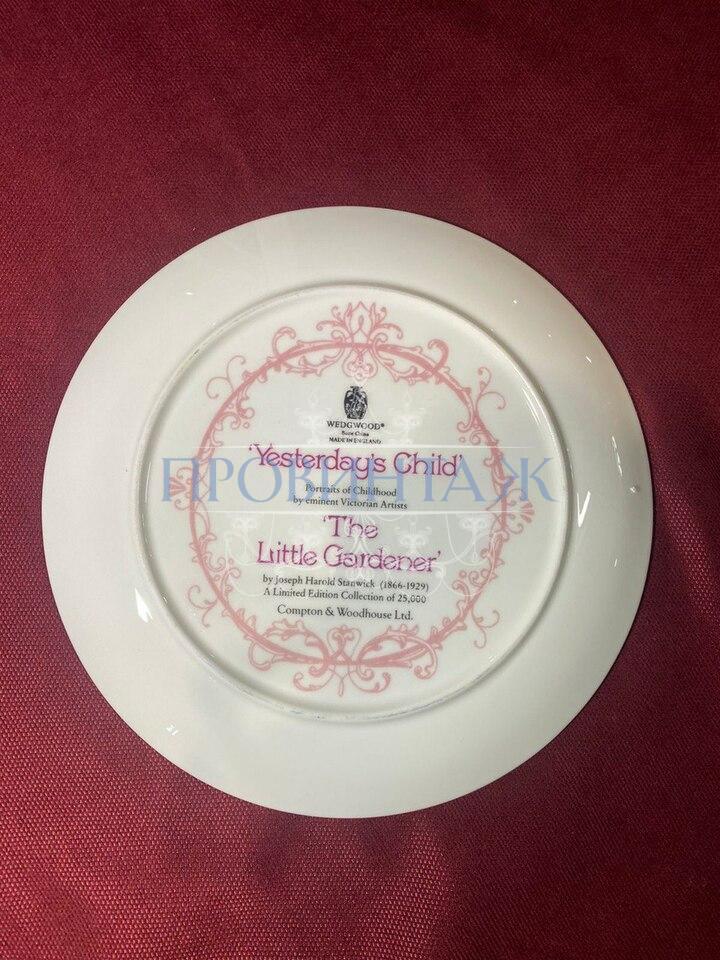 WEDGWOOD®
Bone China
MADE IN ENGLAND
'Yesterday's Child'
ПРОВИНТАЖ
Portraits of Childhood
by eminent Victorian Artists
'The
Little Gardener'
by Joseph Harold Stanwick (1866-1929)
A Limited Edition Collection of 25,000
Compton & Woodhouse Ltd.